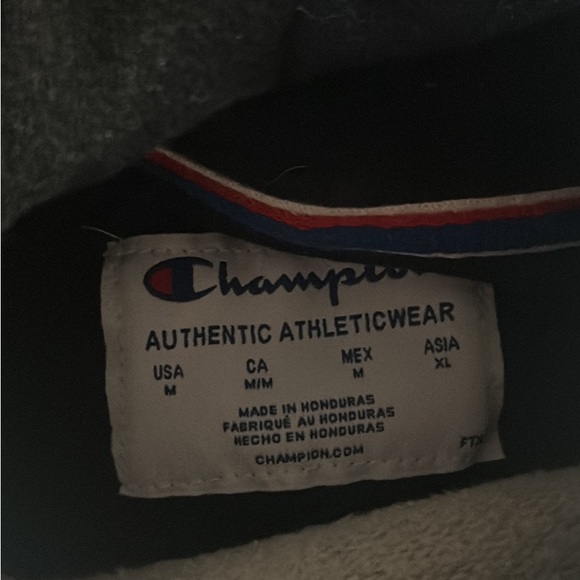 Champion
AUTHENTIC ATHLETICWEAR
USA CA MEX ASIA
M M/M M XL
MADE IN HONDURAS
FABRIQUÉ AU HONDURAS
HECHO EN HONDURAS
CHAMPION.COM